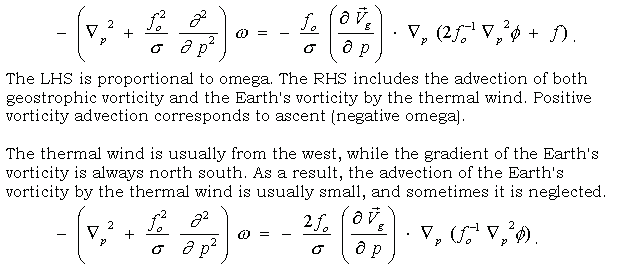 − ( ∇ₚ² + f₀²/σ ∂²/∂p² ) ω = − f₀/σ ( ∂V⃗g/∂p ) · ∇ₚ (2f₀⁻¹ ∇ₚ²ϕ + f) .
The LHS is proportional to omega. The RHS includes the advection of both
geostrophic vorticity and the Earth's vorticity by the thermal wind. Positive
vorticity advection corresponds to ascent (negative omega).
The thermal wind is usually from the west, while the gradient of the Earth's
vorticity is always north south. As a result, the advection of the Earth's
vorticity by the thermal wind is usually small, and sometimes it is neglected.
− ( ∇ₚ² + f₀²/σ ∂²/∂p² ) ω = − 2f₀/σ ( ∂V⃗g/∂p ) · ∇ₚ (f₀⁻¹ ∇ₚ²ϕ) .